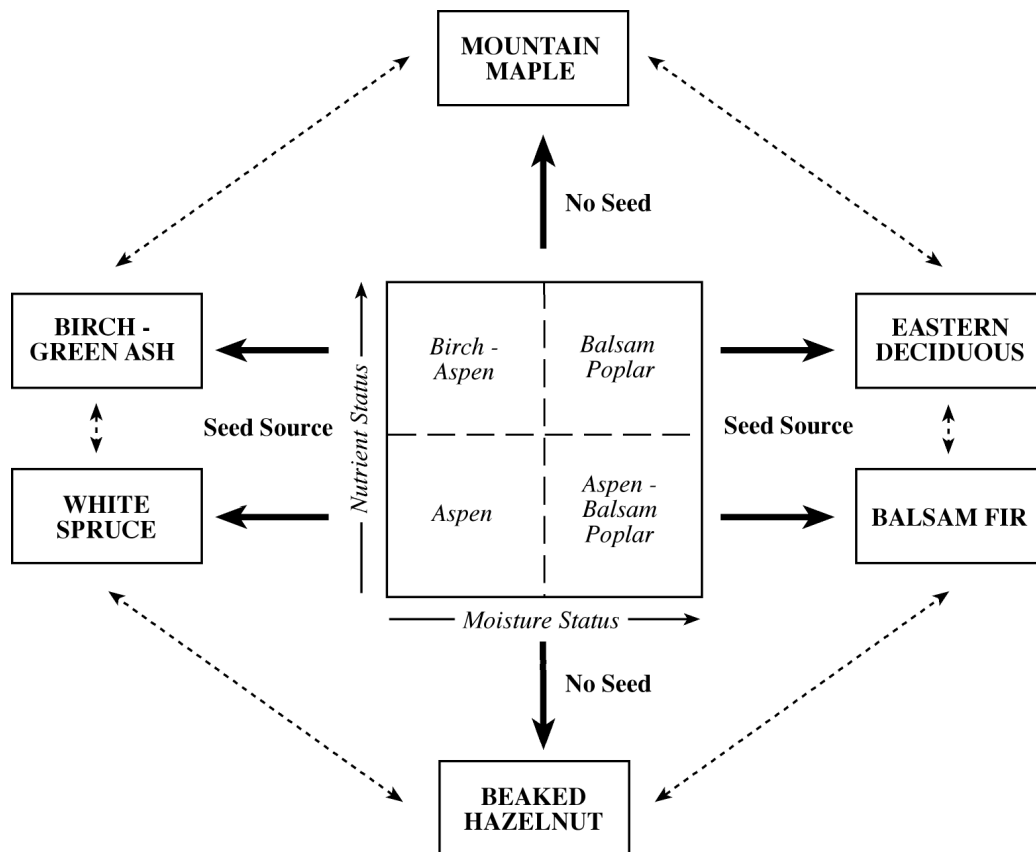 MOUNTAIN
MAPLE
No Seed
BIRCH -
GREEN ASH
Birch -
Aspen
Balsam
Poplar
EASTERN
DECIDUOUS
Nutrient Status
Seed Source
Seed Source
WHITE
SPRUCE
Aspen
Aspen -
Balsam
Poplar
BALSAM FIR
Moisture Status
No Seed
BEAKED
HAZELNUT